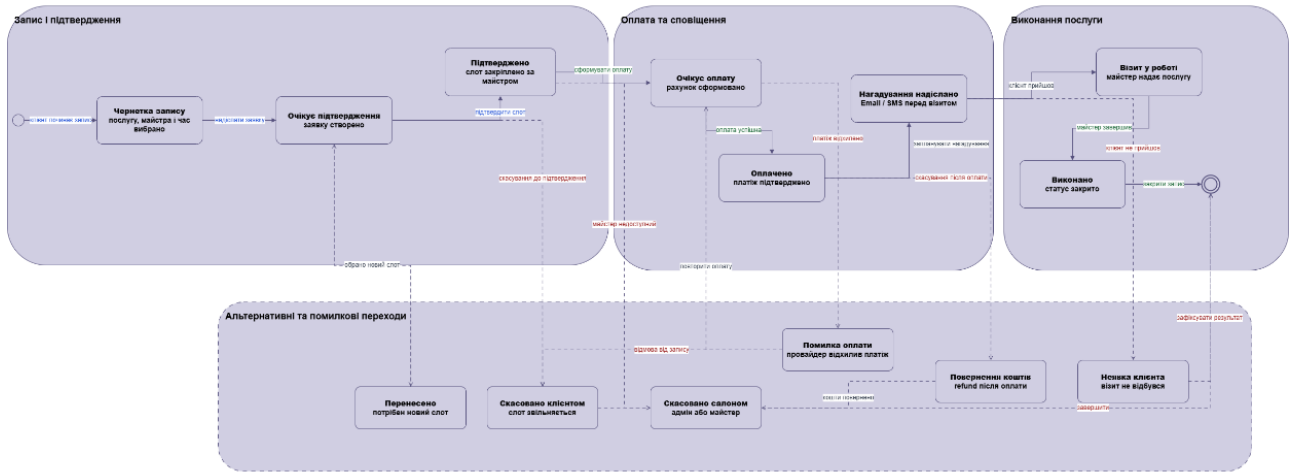 Запис і підтвердження
Підтверджено
слот закріплено за
майстром
Чернетка запису
послугу, майстра і час
вибрано
Очікує підтвердження
заявку створено
клієнт починає запис
надіслати заявку
підтвердити слот
сформувати оплату
скасування до підтвердження
майстер недоступний
обрано новий слот
Оплата та сповіщення
Очікує оплату
рахунок сформовано
Нагадування надіслано
Email / SMS перед візитом
оплата успішна
платіж відхилено
Оплачено
платіж підтверджено
запланувати нагадування
скасування після оплати
повторити оплату
Виконання послуги
Візит у роботі
майстер надає послугу
клієнт прийшов
майстер завершив
клієнт не прийшов
Виконано
статус закрито
закрити запис
зафіксувати результат
Альтернативні та помилкові переходи
Помилка оплати
провайдер відхилив платіж
відмова від запису
Перенесено
потрібен новий слот
Скасовано клієнтом
слот звільняється
Скасовано салоном
адмін або майстер
Повернення коштів
refund після оплати
кошти повернено
Неявка клієнта
візит не відбувся
завершити